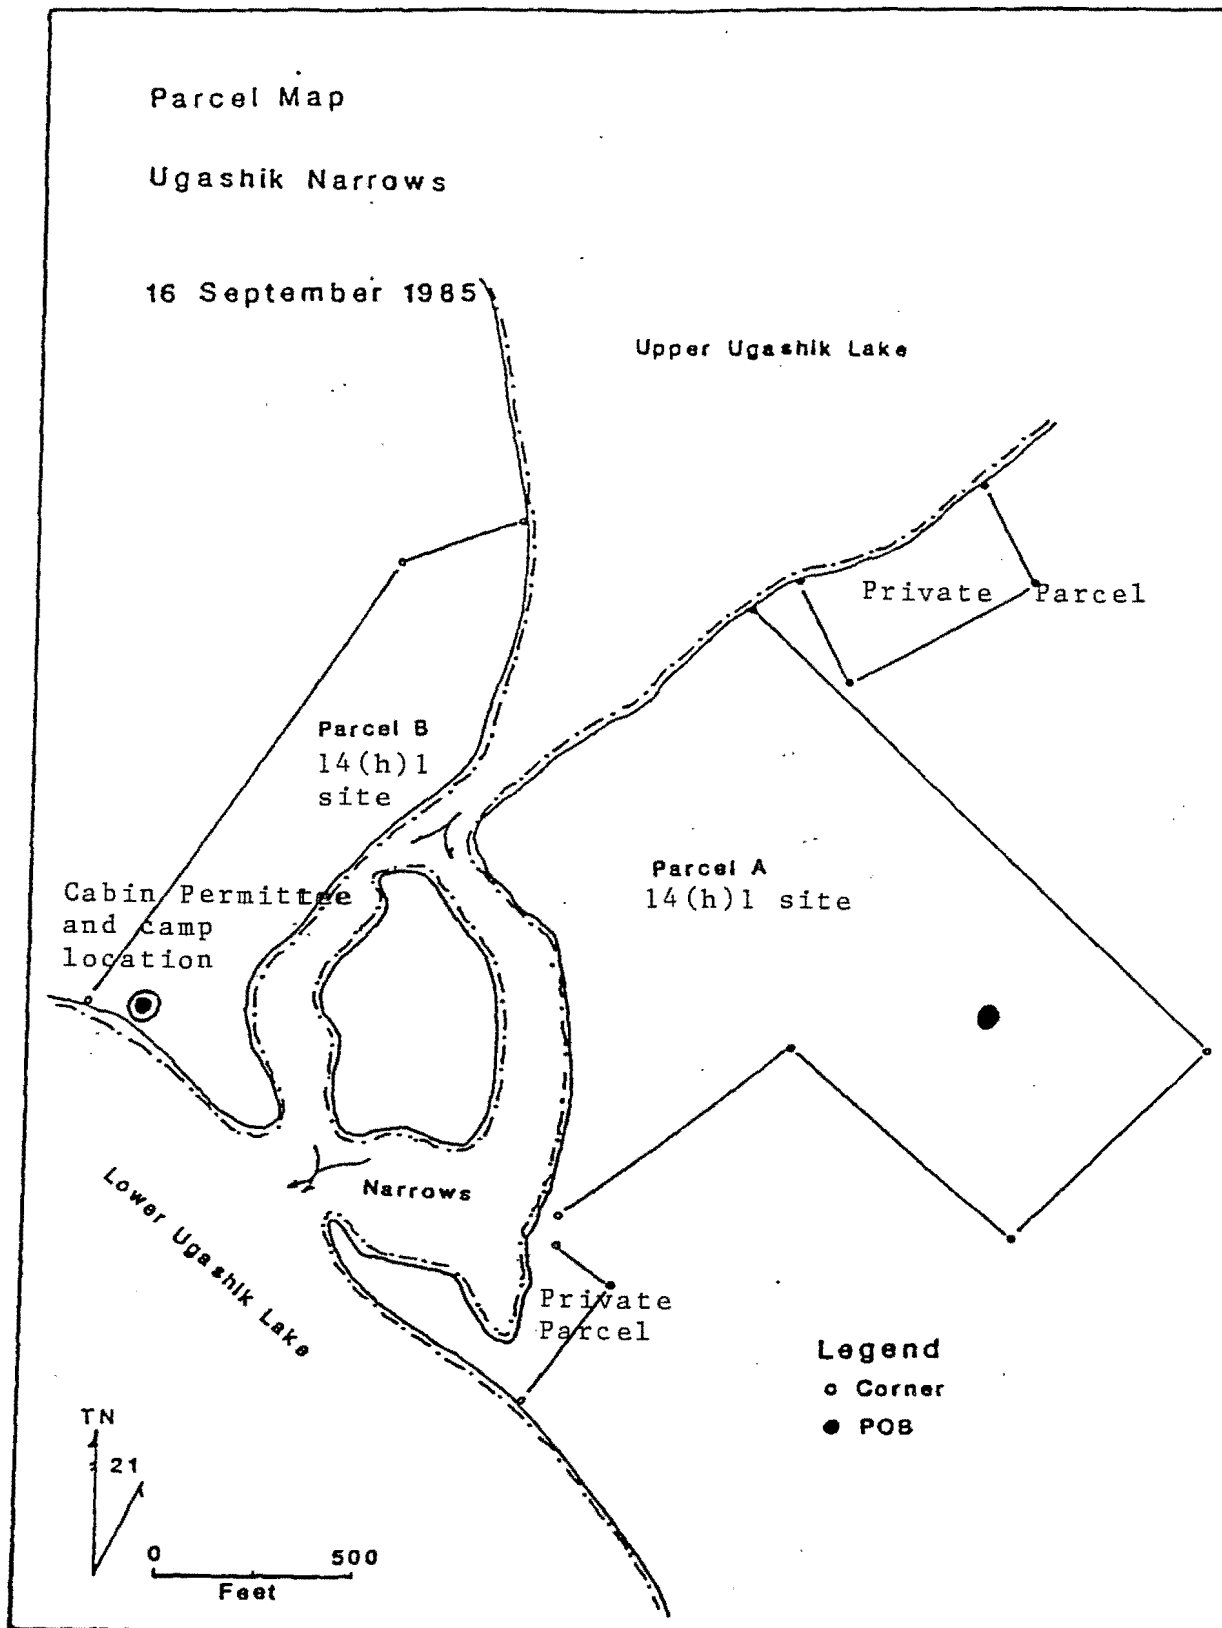 Parcel Map
Ugashik Narrows
16 September 1985
Upper Ugashik Lake
Private Parcel
Parcel B
14(h)1
site
Parcel A
14(h)1 site
Cabin Permittee
and camp
location
Narrows
Lower Ugashik Lake
Private
Parcel
Legend
Corner
POB
TN
21
0 500
Feet